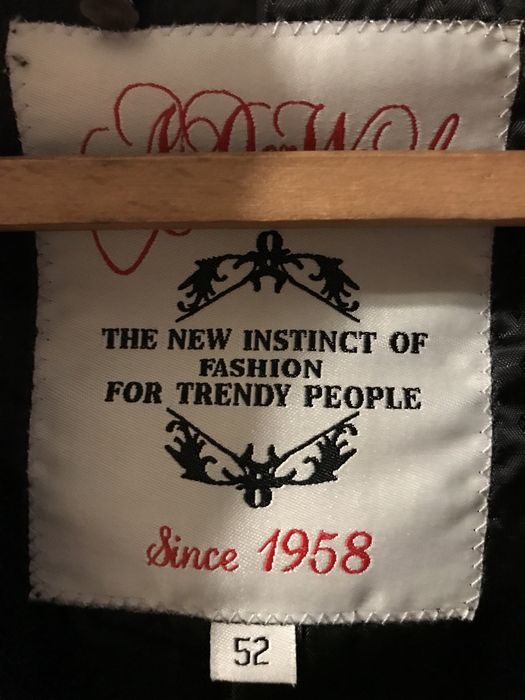 THE NEW INSTINCT OF
FASHION
FOR TRENDY PEOPLE
Since 1958
52